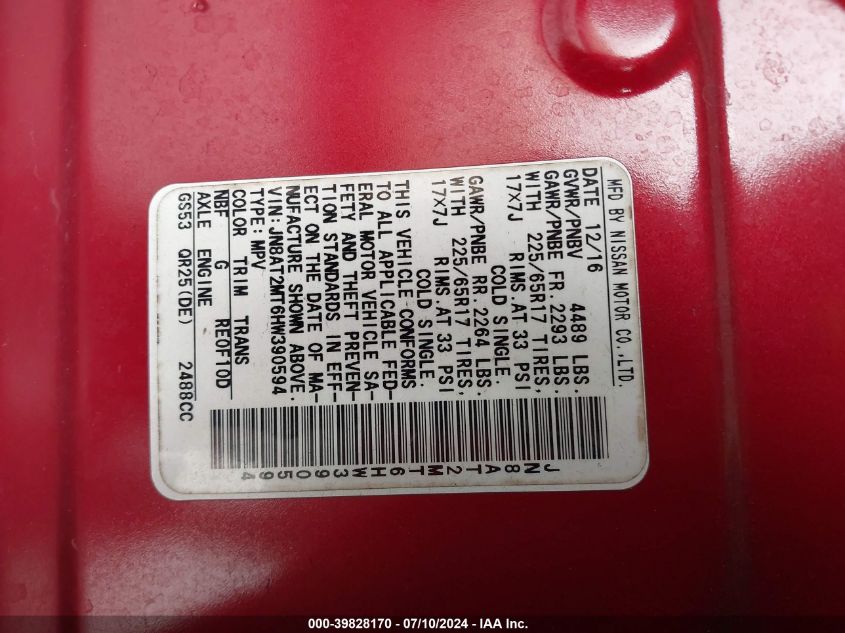 MFD BY NISSAN MOTOR CO.,LTD.
DATE 12/16
GVWR/PNBV 4489 LBS.
GAWR/PNBE FR. 2293 LBS.
WITH 225/65R17 TIRES,
17X7J RIMS.AT 33 PSI
COLD SINGLE.
GAWR/PNBE RR. 2264 LBS.
WITH 225/65R17 TIRES,
17X7J RIMS.AT 33 PSI
COLD SINGLE.
THIS VEHICLE CONFORMS
TO ALL APPLICABLE FED-
ERAL MOTOR VEHICLE SA-
FETY AND THEFT PREVEN-
TION STANDARDS IN EFF-
ECT ON THE DATE OF MA-
NUFACTURE SHOWN ABOVE.
VIN:JN8AT2MT6HW390594
TYPE:MPV
COLOR TRIM TRANS
NBF G RE0F10D
AXLE ENGINE
GS53 QR25(DE) 2488CC
JN8AT2MT6HW390594
000-39828170 - 07/10/2024 - IAA Inc.